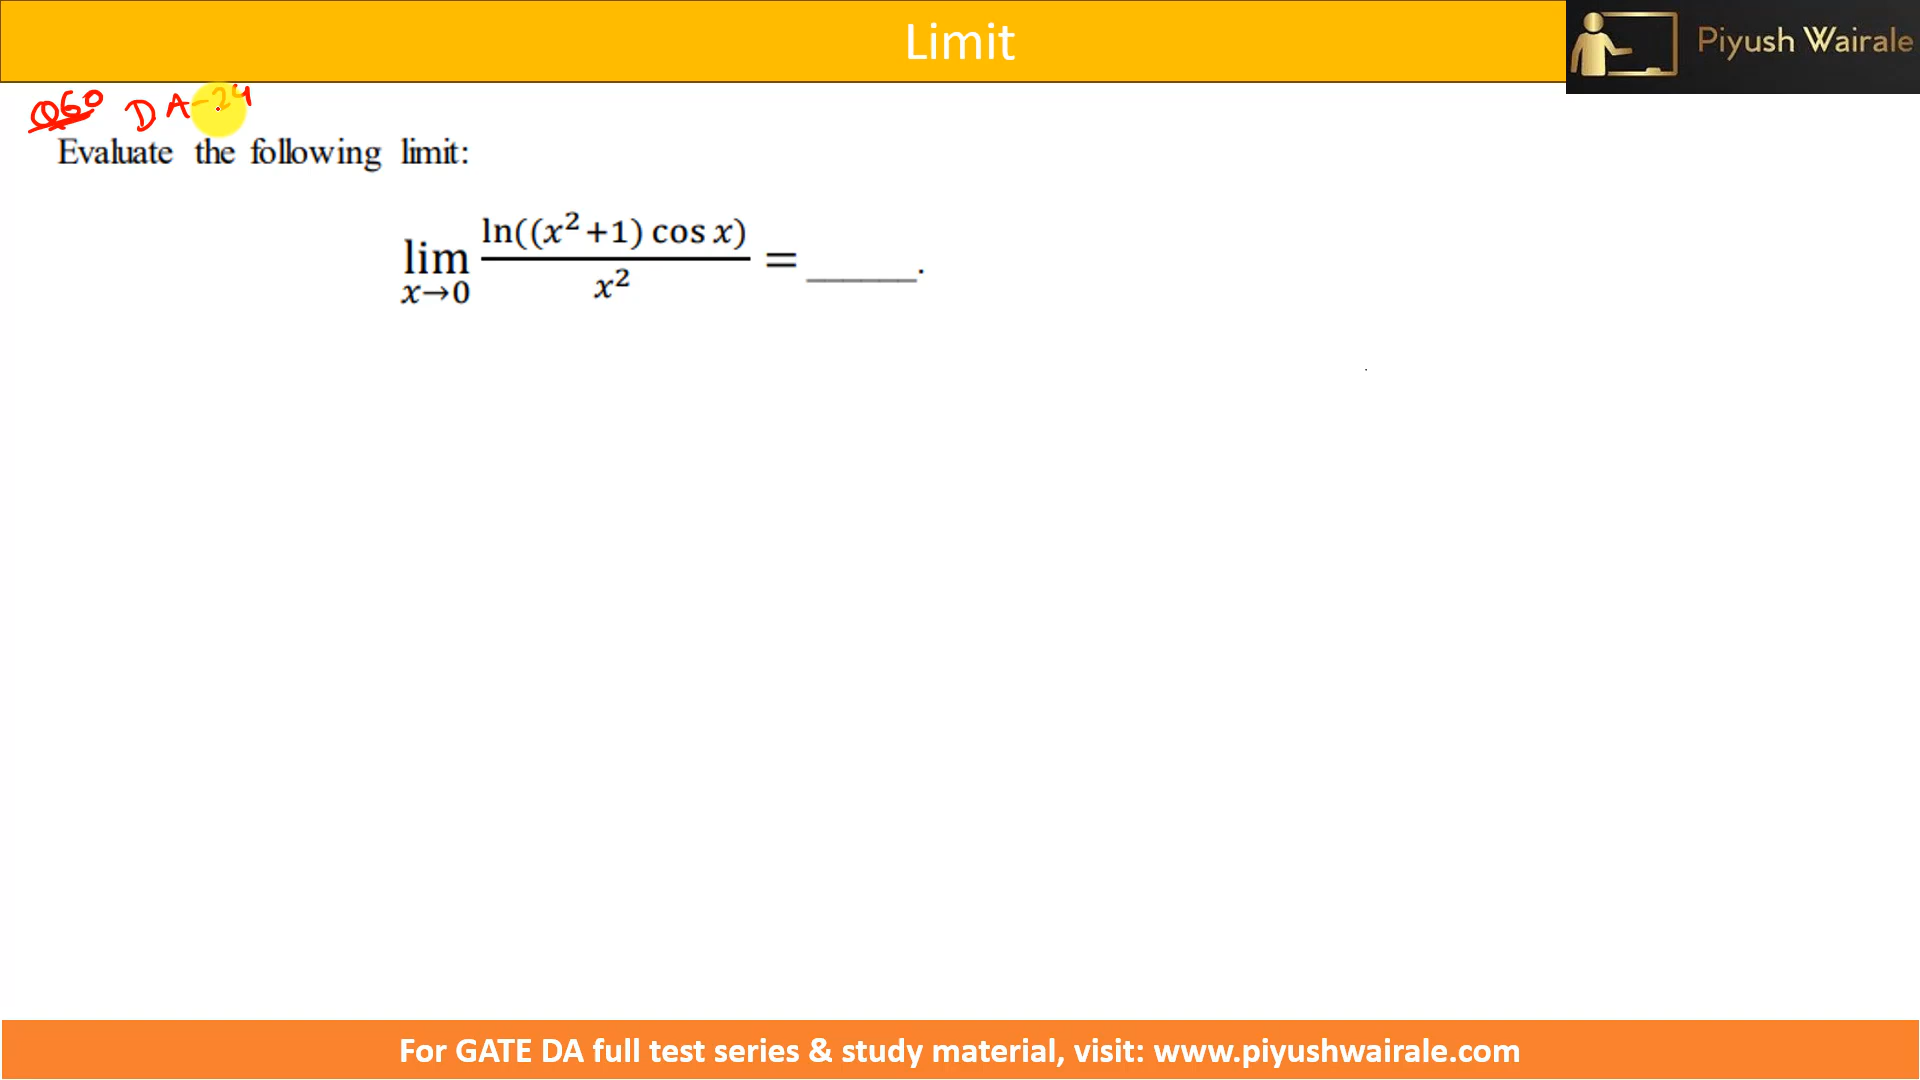 Limit
Piyush Wairale
Q60 DA-24
Evaluate the following limit:
lim x→0 ln((x²+1) cos x) / x² = ______.
For GATE DA full test series & study material, visit: www.piyushwairale.com